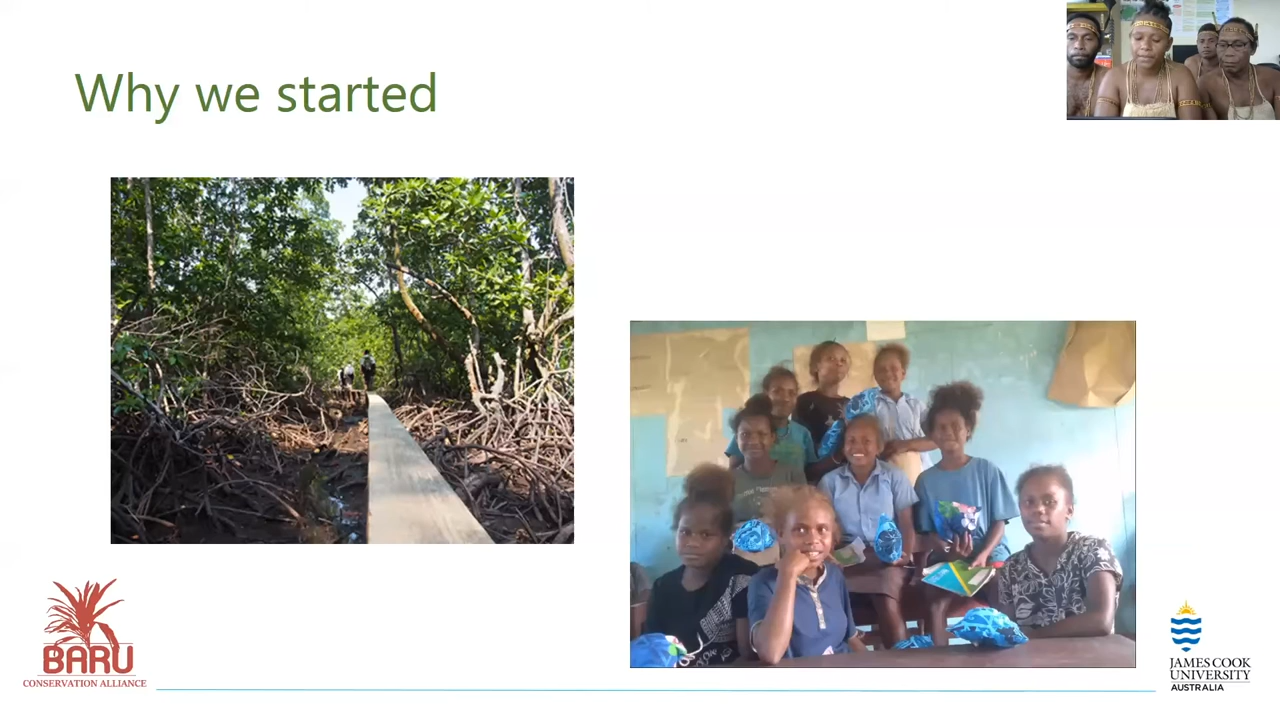 Why we started
BARU
CONSERVATION ALLIANCE
JAMES COOK
UNIVERSITY
AUSTRALIA